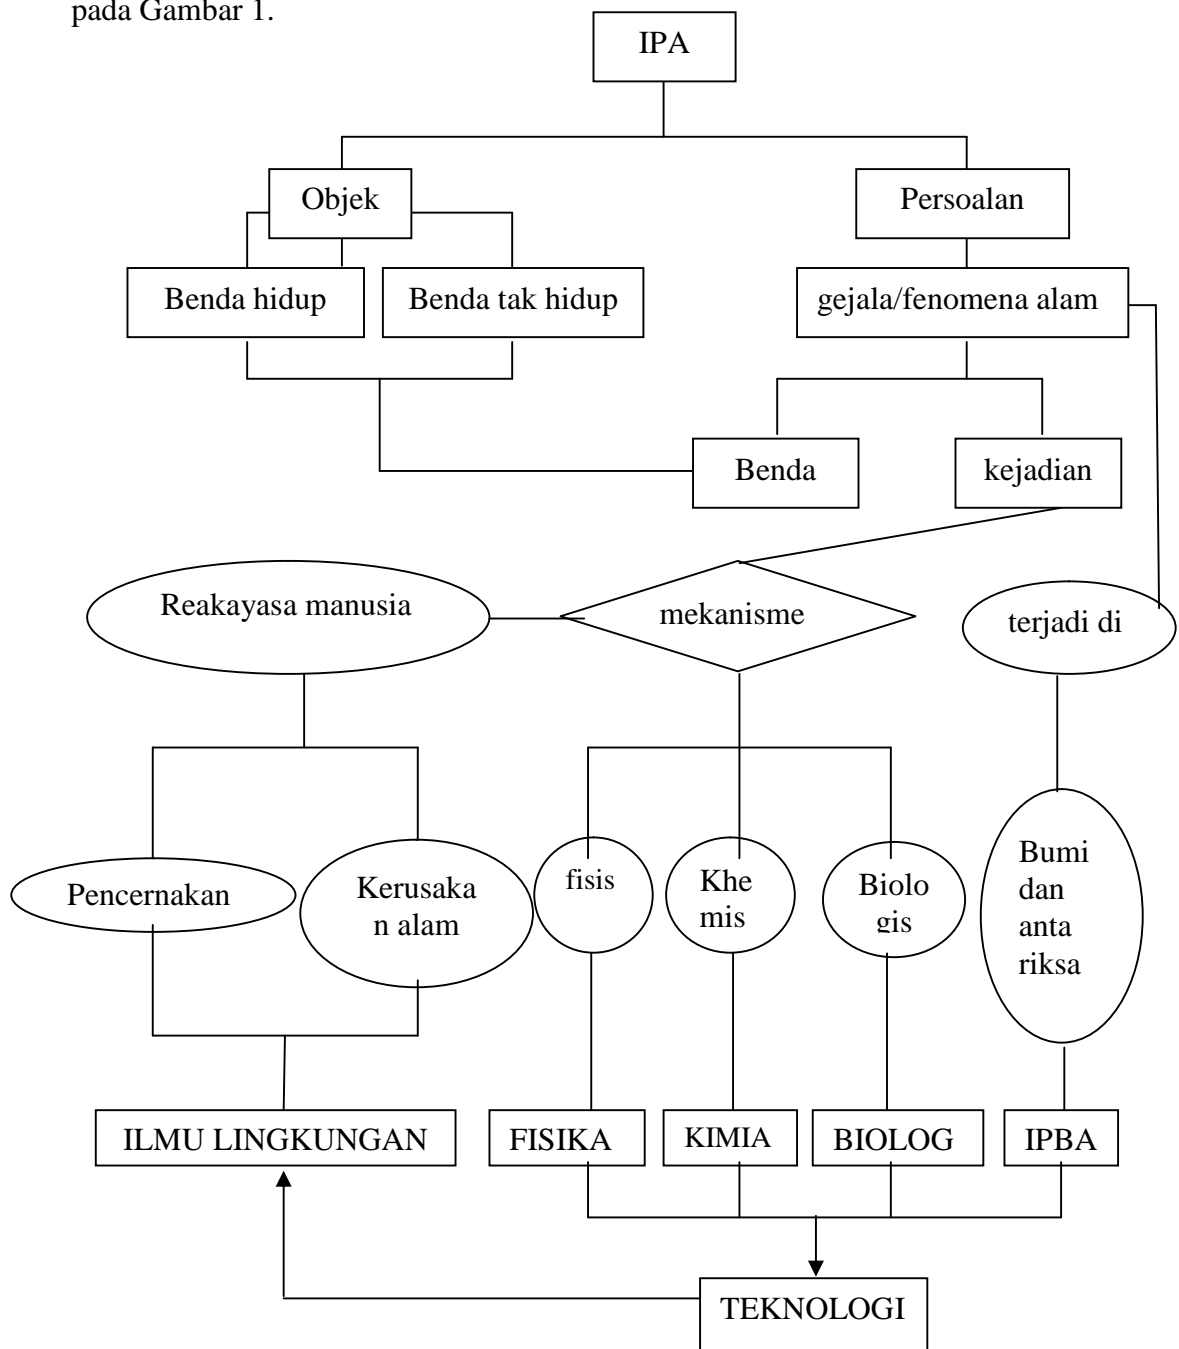 pada Gambar 1.
IPA
Objek
Persoalan
Benda hidup
Benda tak hidup
gejala/fenomena alam
Benda
kejadian
Reakayasa manusia
mekanisme
terjadi di
Pencernakan
Kerusaka
n alam
fisis
Khe
mis
Biolo
gis
Bumi
dan
anta
riksa
ILMU LINGKUNGAN
FISIKA
KIMIA
BIOLOG
IPBA
TEKNOLOGI